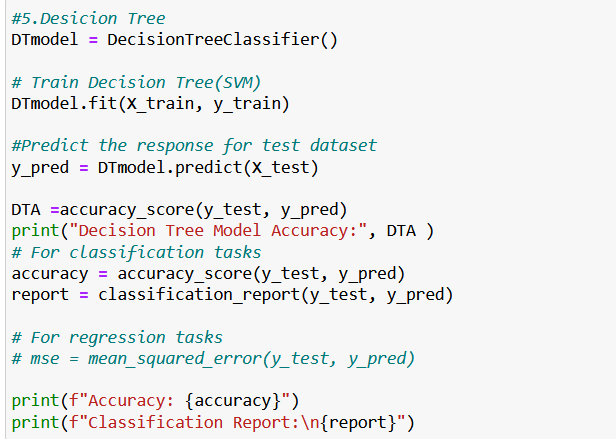 #5.Desicion Tree
DTmodel = DecisionTreeClassifier()
# Train Decision Tree(SVM)
DTmodel.fit(X_train, y_train)
#Predict the response for test dataset
y_pred = DTmodel.predict(X_test)
DTA =accuracy_score(y_test, y_pred)
print("Decision Tree Model Accuracy:", DTA )
# For classification tasks
accuracy = accuracy_score(y_test, y_pred)
report = classification_report(y_test, y_pred)
# For regression tasks
# mse = mean_squared_error(y_test, y_pred)
print(f"Accuracy: {accuracy}")
print(f"Classification Report:\n{report}")